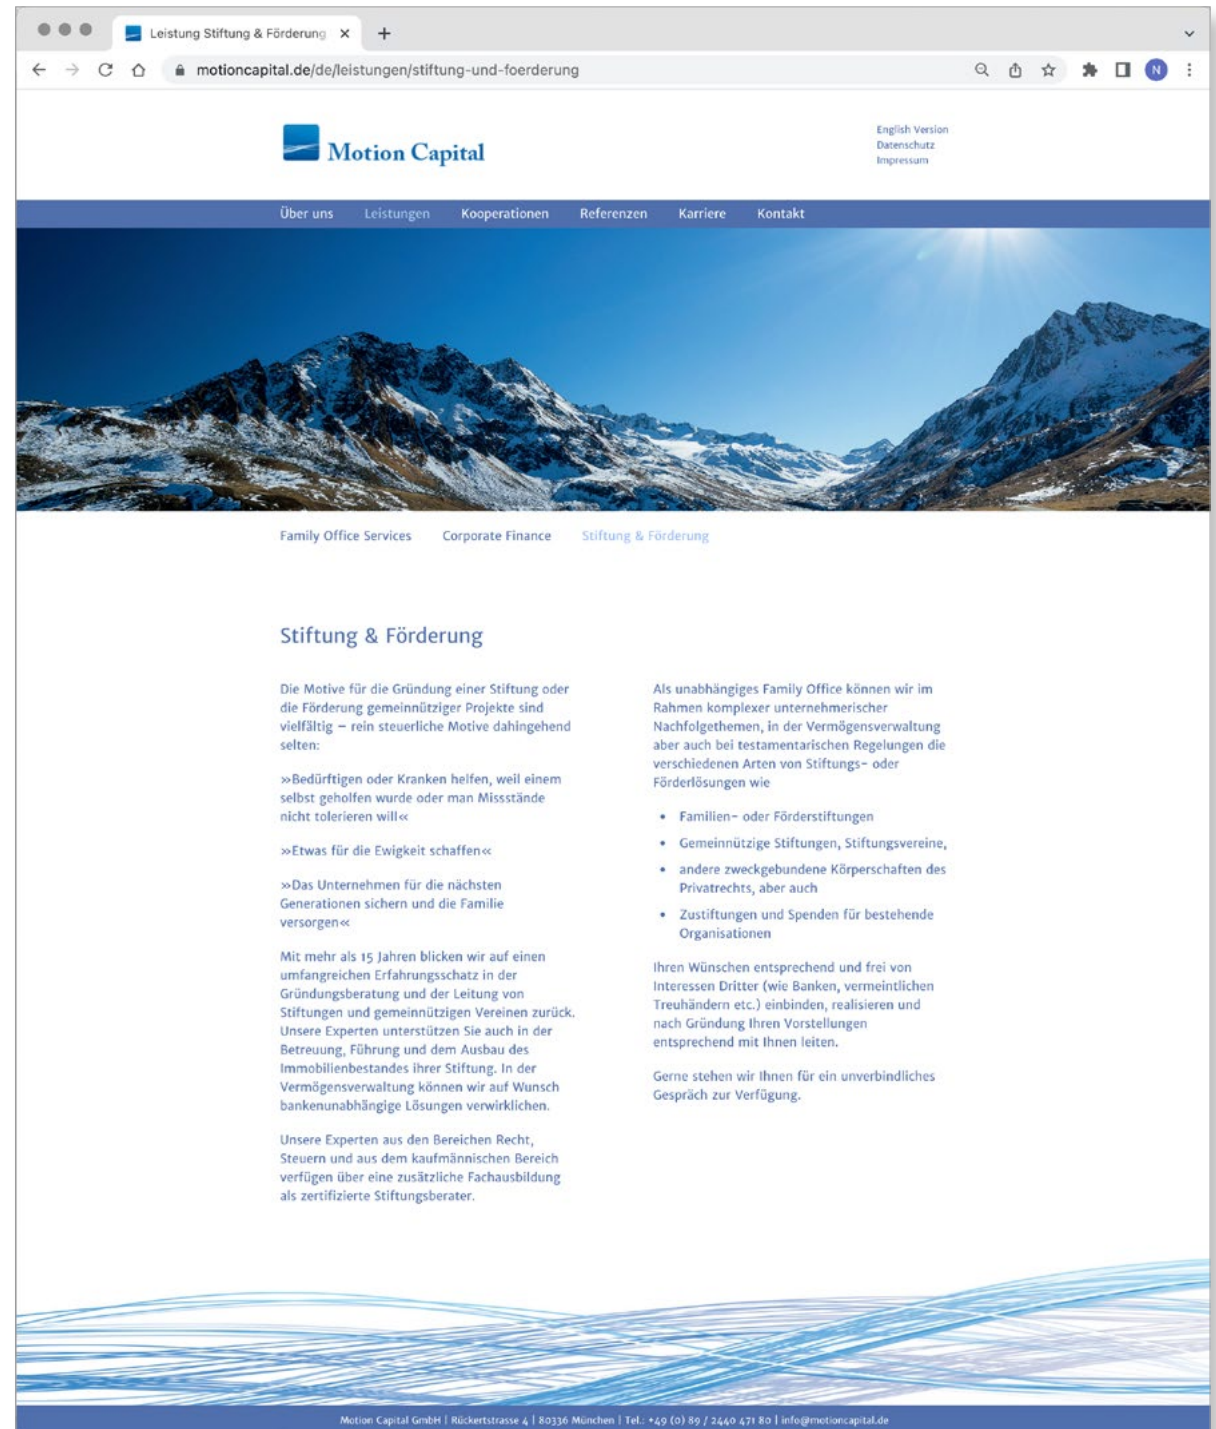 Leistung Stiftung & Förderung
motioncapital.de/de/leistungen/stiftung-und-foerderung
N
Motion Capital
English Version
Datenschutz
Impressum
Über uns Leistungen Kooperationen Referenzen Karriere Kontakt
Family Office Services Corporate Finance Stiftung & Förderung
Stiftung & Förderung
Die Motive für die Gründung einer Stiftung oder
die Förderung gemeinnütziger Projekte sind
vielfältig – rein steuerliche Motive dahingehend
selten:
»Bedürftigen oder Kranken helfen, weil einem
selbst geholfen wurde oder man Missstände
nicht tolerieren will«
»Etwas für die Ewigkeit schaffen«
»Das Unternehmen für die nächsten
Generationen sichern und die Familie
versorgen«
Mit mehr als 15 Jahren blicken wir auf einen
umfangreichen Erfahrungsschatz in der
Gründungsberatung und der Leitung von
Stiftungen und gemeinnützigen Vereinen zurück.
Unsere Experten unterstützen Sie auch in der
Betreuung, Führung und dem Ausbau des
Immobilienbestandes ihrer Stiftung. In der
Vermögensverwaltung können wir auf Wunsch
bankenunabhängige Lösungen verwirklichen.
Unsere Experten aus den Bereichen Recht,
Steuern und aus dem kaufmännischen Bereich
verfügen über eine zusätzliche Fachausbildung
als zertifizierte Stiftungsberater.
Als unabhängiges Family Office können wir im
Rahmen komplexer unternehmerischer
Nachfolgethemen, in der Vermögensverwaltung
aber auch bei testamentarischen Regelungen die
verschiedenen Arten von Stiftungs- oder
Förderlösungen wie
• Familien- oder Förderstiftungen
• Gemeinnützige Stiftungen, Stiftungsvereine,
• andere zweckgebundene Körperschaften des
Privatrechts, aber auch
• Zustiftungen und Spenden für bestehende
Organisationen
Ihren Wünschen entsprechend und frei von
Interessen Dritter (wie Banken, vermeintlichen
Treuhändern etc.) einbinden, realisieren und
nach Gründung Ihren Vorstellungen
entsprechend mit Ihnen leiten.
Gerne stehen wir Ihnen für ein unverbindliches
Gespräch zur Verfügung.
Motion Capital GmbH | Rückertstrasse 4 | 80336 München | Tel.: +49 (0) 89 / 2440 471 80 | info@motioncapital.de